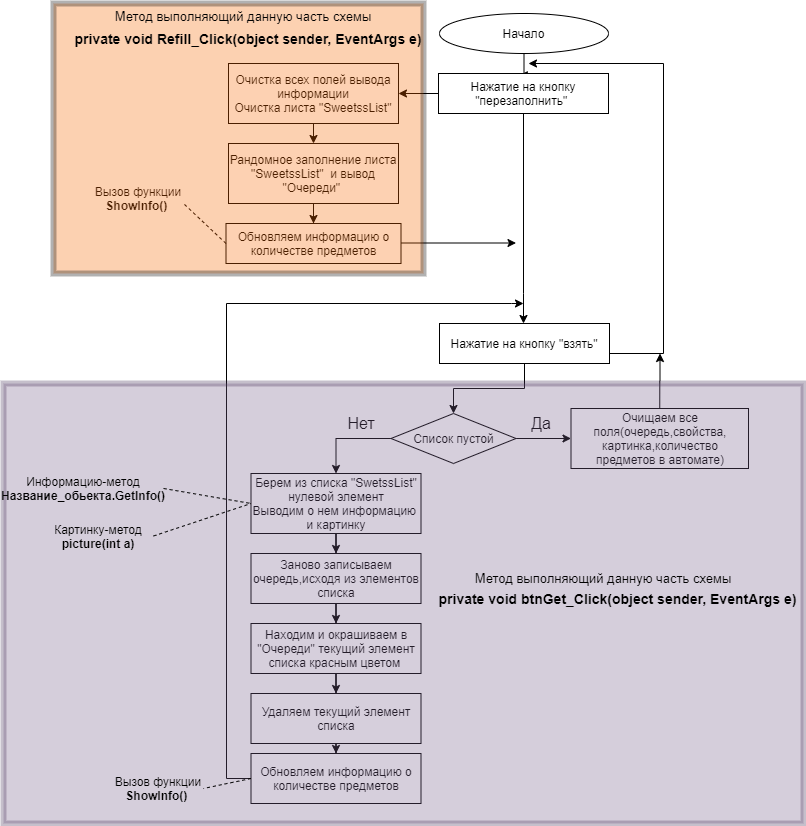 Метод выполняющий данную часть схемы
private void Refill_Click(object sender, EventArgs e)
Начало
Нажатие на кнопку
"перезаполнить"
Очистка всех полей вывода
информации
Очистка листа "SweetssList"
Рандомное заполнение листа
"SweetssList" и вывод
"Очереди"
Вызов функции
ShowInfo()
Обновляем информацию о
количестве предметов
Нажатие на кнопку "взять"
Нет
Список пустой
Да
Очищаем все
поля(очередь,свойства,
картинка,количество
предметов в автомате)
Информацию-метод
Название_обьекта.GetInfo()
Картинку-метод
picture(int a)
Берем из списка "SwetssList"
нулевой элемент
Выводим о нем информацию
и картинку
Заново записываем
очередь,исходя из элементов
списка
Метод выполняющий данную часть схемы
private void btnGet_Click(object sender, EventArgs e)
Находим и окрашиваем в
"Очереди" текущий элемент
списка красным цветом
Удаляем текущий элемент
списка
Вызов функции
ShowInfo()
Обновляем информацию о
количестве предметов